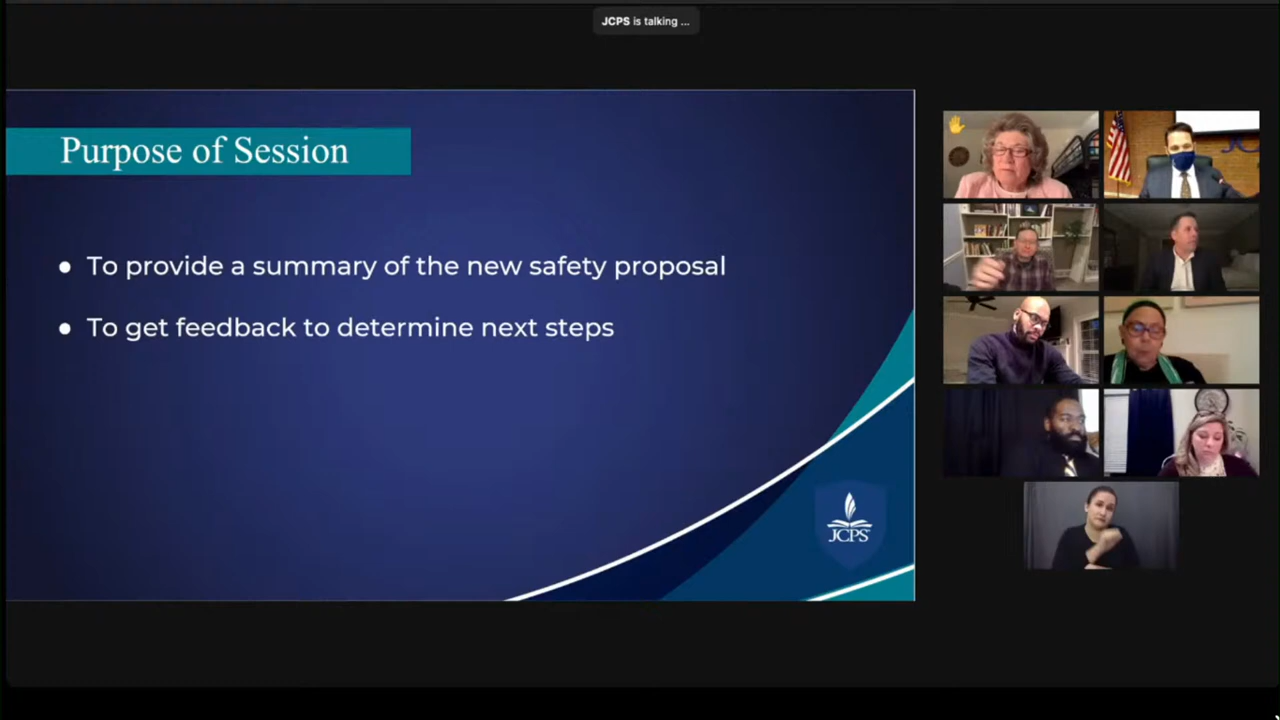 JCPS is talking ...
Purpose of Session
● To provide a summary of the new safety proposal
● To get feedback to determine next steps
JCPS